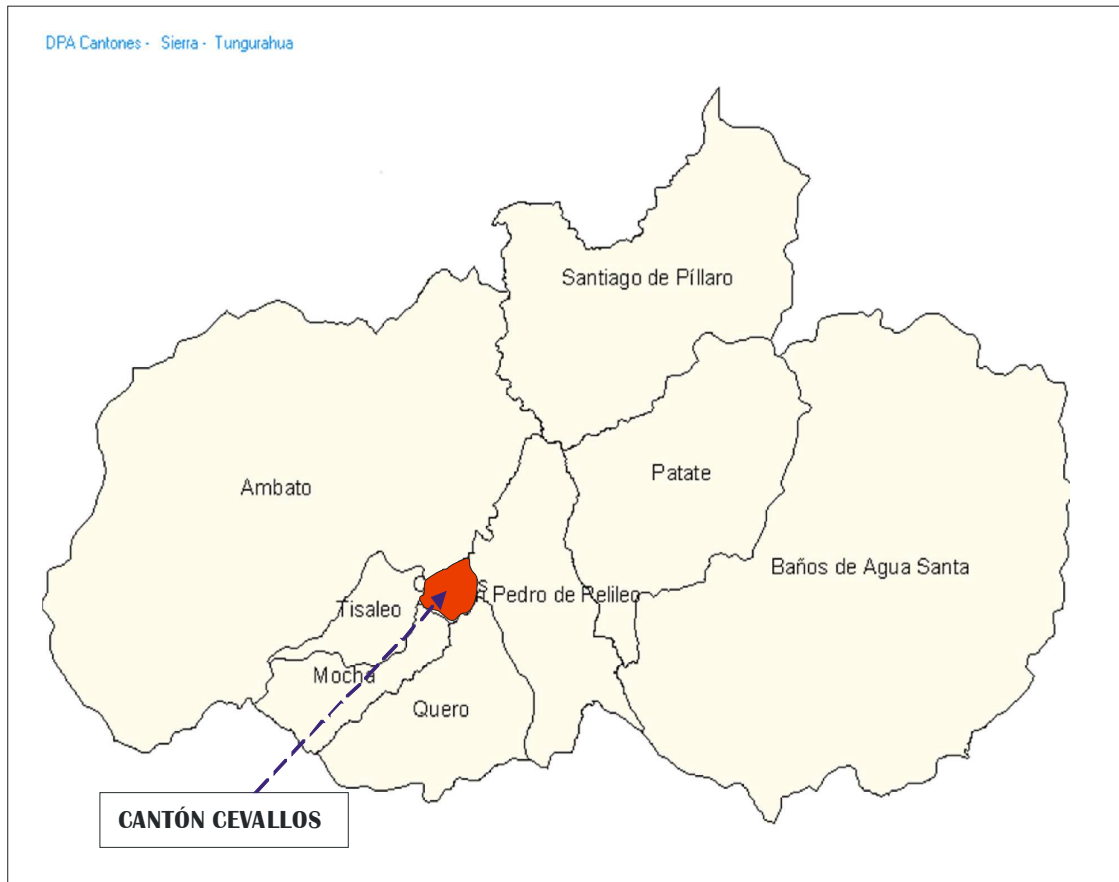 DPA Cantones - Sierra - Tungurahua
Santiago de Píllaro
Patate
Ambato
Baños de Agua Santa
Pedro de Pelileo
Tisaleo
Mocha
Quero
CANTÓN CEVALLOS